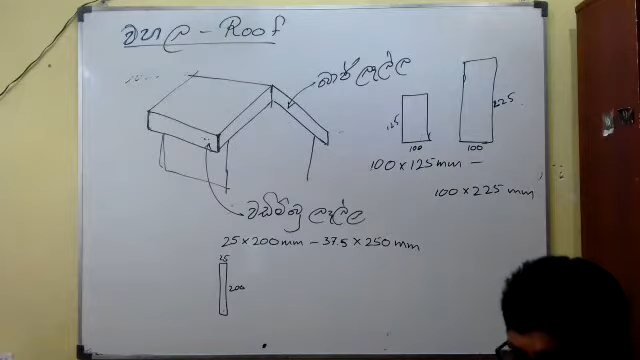 වහල - Roof
බාජ් ලෑල්ල
125
100
225
100
100 x 125 mm -
100 x 225 mm
වඩිම්බු ලෑල්ල
25 x 200 mm - 37.5 x 250 mm
25
200